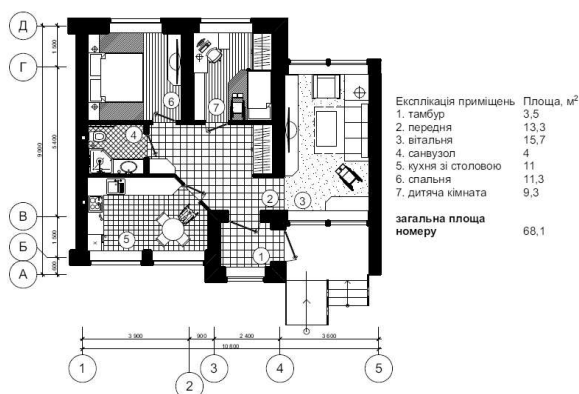 Д
Г
В
Б
А
1 500
5 400
9 000
1 500
600
6
7
4
2
3
5
1
3 900
900
2 400
3 600
10 800
1
2
3
4
5
Експлікація приміщень Площа, м²
1. тамбур 3,5
2. передня 13,3
3. вітальня 15,7
4. санвузол 4
5. кухня зі столовою 11
6. спальня 11,3
7. дитяча кімната 9,3
загальна площа
номеру 68,1